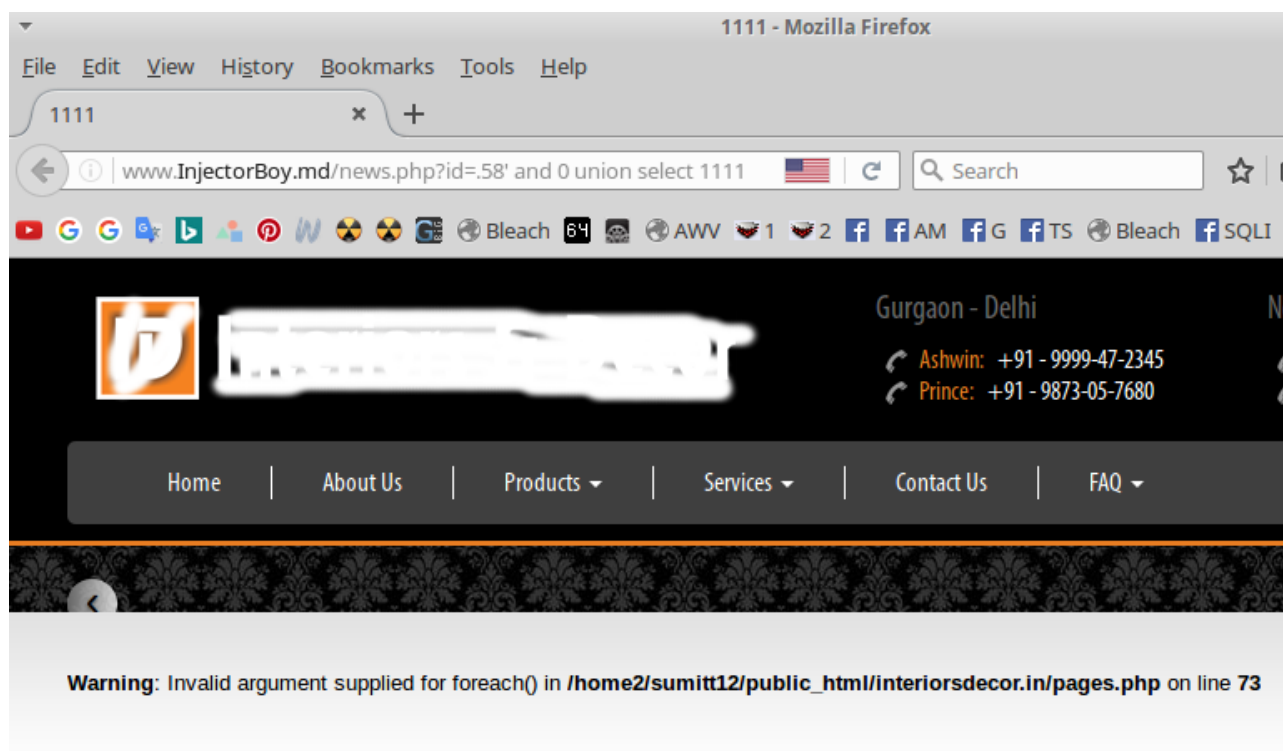 1111 - Mozilla Firefox
File Edit View History Bookmarks Tools Help
1111
www.InjectorBoy.md/news.php?id=.58' and 0 union select 1111 Search
Bleach 64 AWV 1 2 AM G TS Bleach SQLI
Gurgaon - Delhi N
Ashwin: +91 - 9999-47-2345
Prince: +91 - 9873-05-7680
Home About Us Products Services Contact Us FAQ
Warning: Invalid argument supplied for foreach() in /home2/sumitt12/public_html/interiorsdecor.in/pages.php on line 73